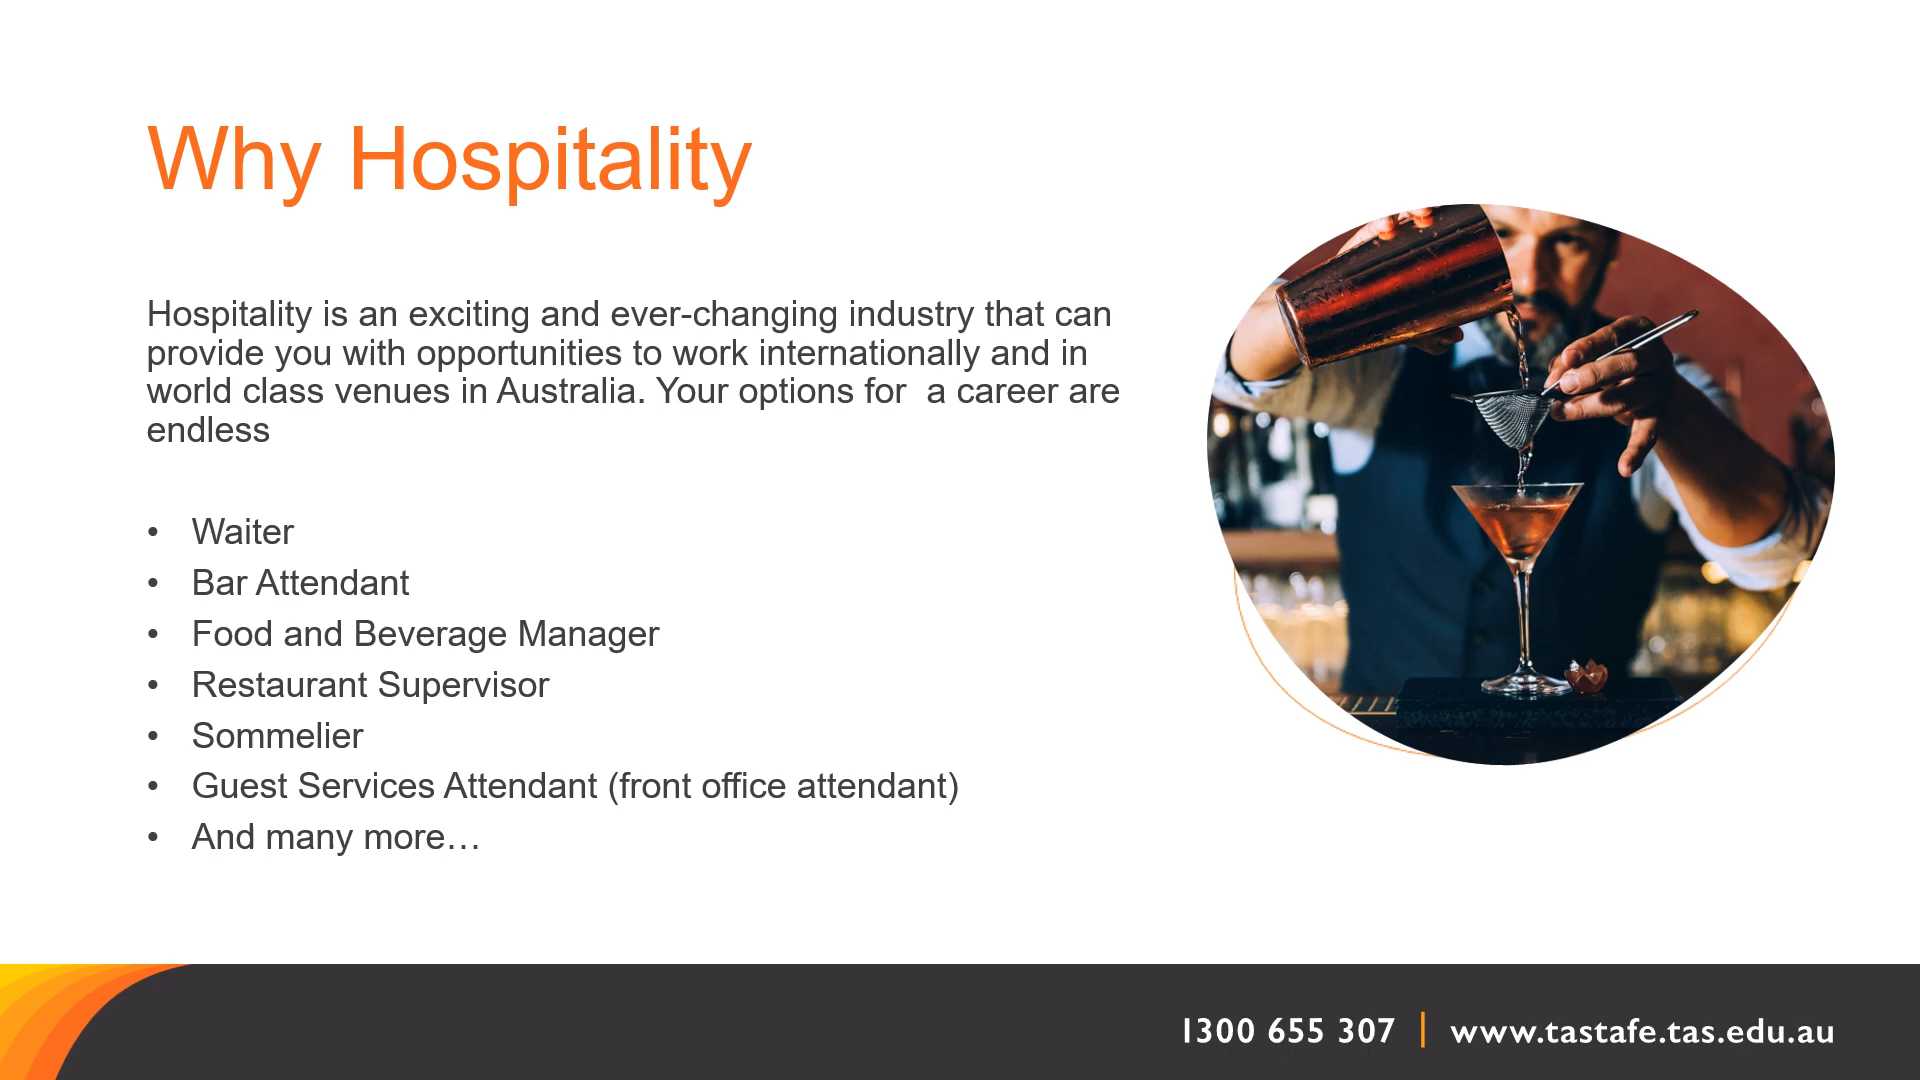 Why Hospitality
Hospitality is an exciting and ever-changing industry that can
provide you with opportunities to work internationally and in
world class venues in Australia. Your options for  a career are
endless
• Waiter
• Bar Attendant
• Food and Beverage Manager
• Restaurant Supervisor
• Sommelier
• Guest Services Attendant (front office attendant)
• And many more…
1300 655 307 | www.tastafe.tas.edu.au